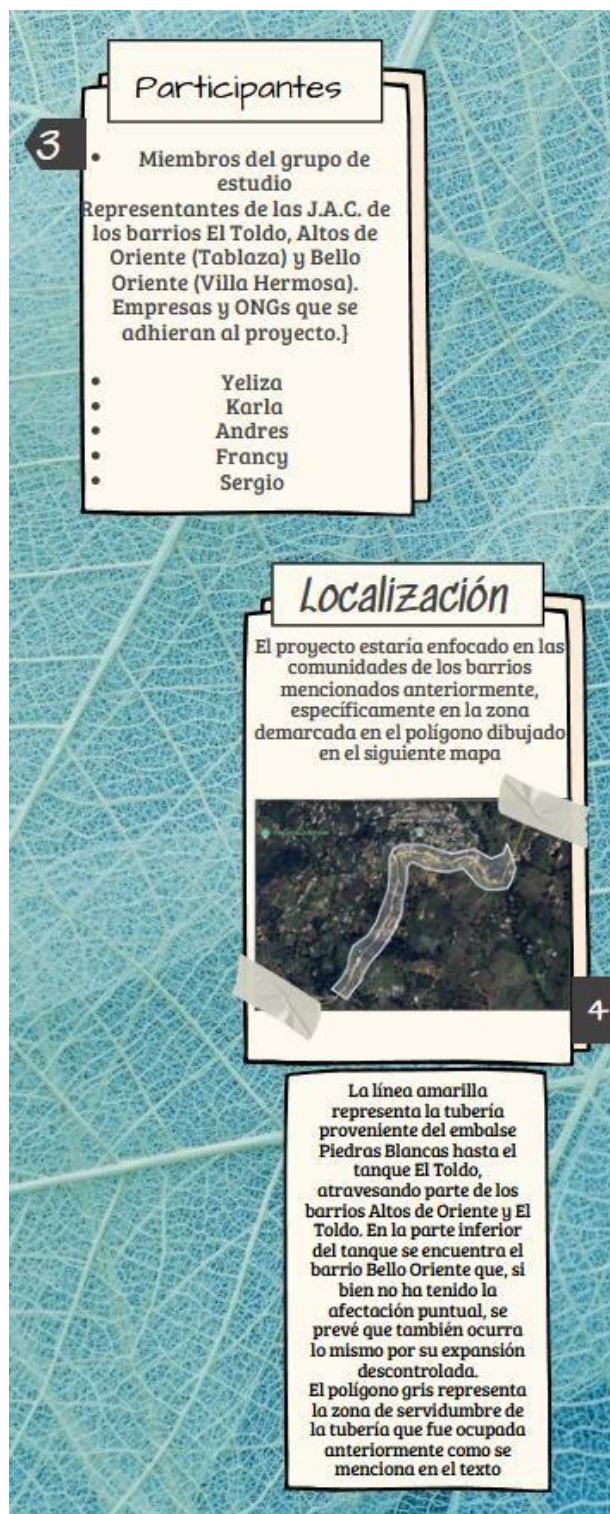 Participantes
3
• Miembros del grupo de
estudio
Representantes de las J.A.C. de
los barrios El Toldo, Altos de
Oriente (Tablaza) y Bello
Oriente (Villa Hermosa).
Empresas y ONGs que se
adhieran al proyecto.}
• Yeliza
• Karla
• Andres
• Francy
• Sergio
Localización
El proyecto estaría enfocado en las
comunidades de los barrios
mencionados anteriormente,
específicamente en la zona
demarcada en el polígono dibujado
en el siguiente mapa
4
La línea amarilla
representa la tubería
proveniente del embalse
Piedras Blancas hasta el
tanque El Toldo,
atravesando parte de los
barrios Altos de Oriente y El
Toldo. En la parte inferior
del tanque se encuentra el
barrio Bello Oriente que, si
bien no ha tenido la
afectación puntual, se
prevé que también ocurra
lo mismo por su expansión
descontrolada.
El polígono gris representa
la zona de servidumbre de
la tubería que fue ocupada
anteriormente como se
menciona en el texto